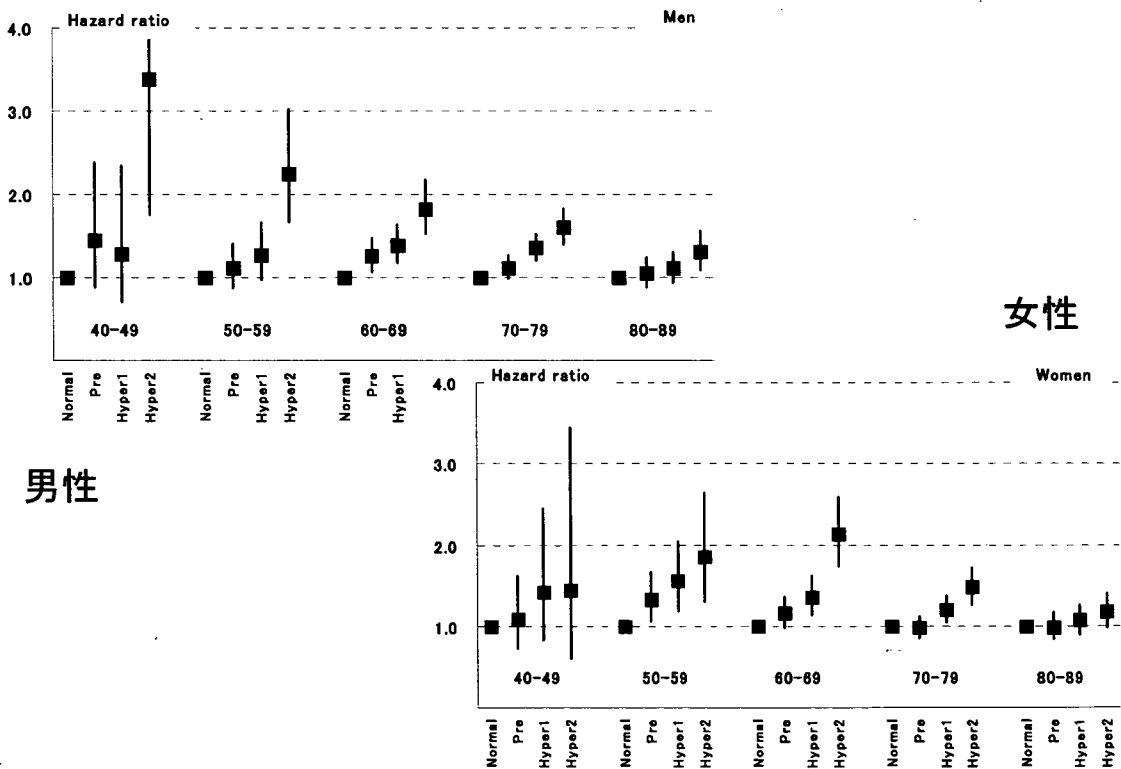 Hazard ratio
Men
4.0
3.0
2.0
1.0
40-49 50-59 60-69 70-79 80-89
Normal Pre Hyper1 Hyper2 Normal Pre Hyper1 Hyper2 Normal Pre Hyper1
男性
女性
Hazard ratio
Women
4.0
3.0
2.0
1.0
40-49 50-59 60-69 70-79 80-89
Normal Pre Hyper1 Hyper2 Normal Pre Hyper1 Hyper2 Normal Pre Hyper1 Hyper2 Normal Pre Hyper1 Hyper2 Normal Pre Hyper1 Hyper2